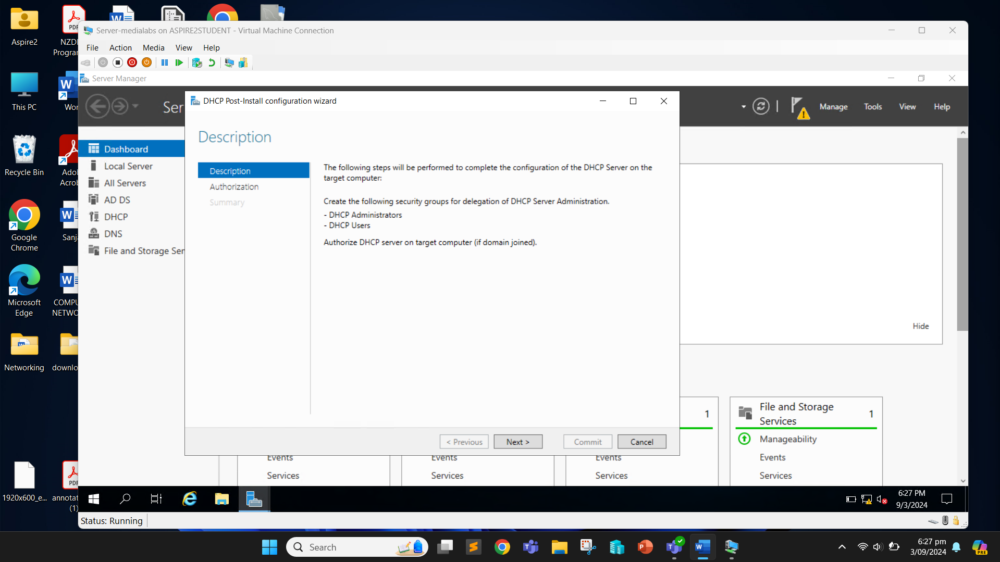 Aspire2
NZDI
Progran
Server-medialabs on ASPIRE2STUDENT - Virtual Machine Connection
File Action Media View Help
Server Manager
This PC
Wor
Ser
Manage Tools View Help
DHCP Post-Install configuration wizard
Description
Dashboard
Local Server
All Servers
AD DS
DHCP
DNS
File and Storage Ser
Description
Authorization
Summary
The following steps will be performed to complete the configuration of the DHCP Server on the
target computer:
Create the following security groups for delegation of DHCP Server Administration.
- DHCP Administrators
- DHCP Users
Authorize DHCP server on target computer (if domain joined).
Recycle Bin
Adol
Acrob
Google
Chrome
Sanj
Microsoft
Edge
COMPU
NETWO
Networking
downlo
Hide
1
File and Storage
Services
1
Manageability
Events
Services
< Previous
Next >
Commit
Cancel
Events
Services
Events
Services
Events
Services
1920x600_e...
annotat
(1)
6:27 PM
9/3/2024
Status: Running
Search
6:27 pm
3/09/2024
PRE